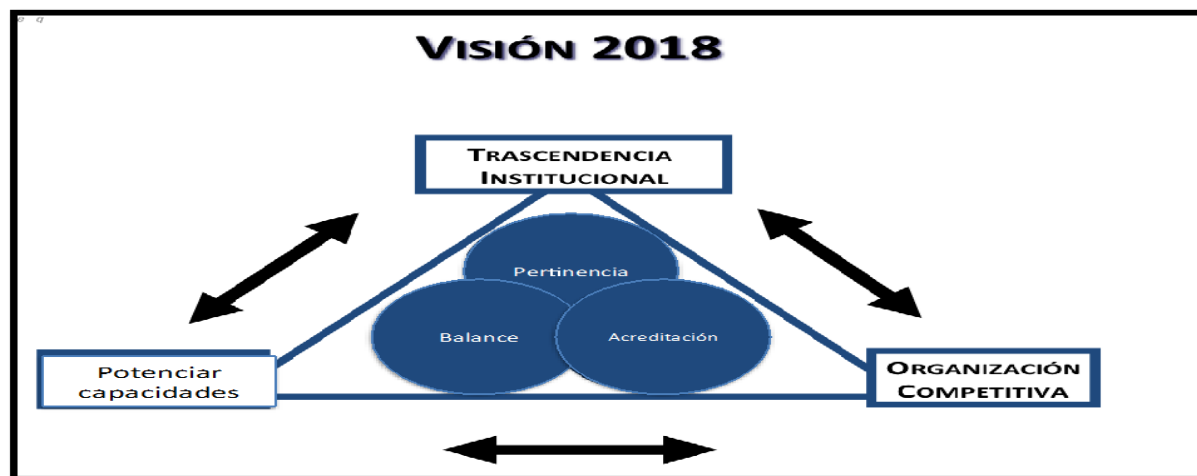 e q
VISIÓN 2018
TRASCENDENCIA
INSTITUCIONAL
Pertinencia
Balance
Acreditación
Potenciar
capacidades
ORGANIZACIÓN
COMPETITIVA